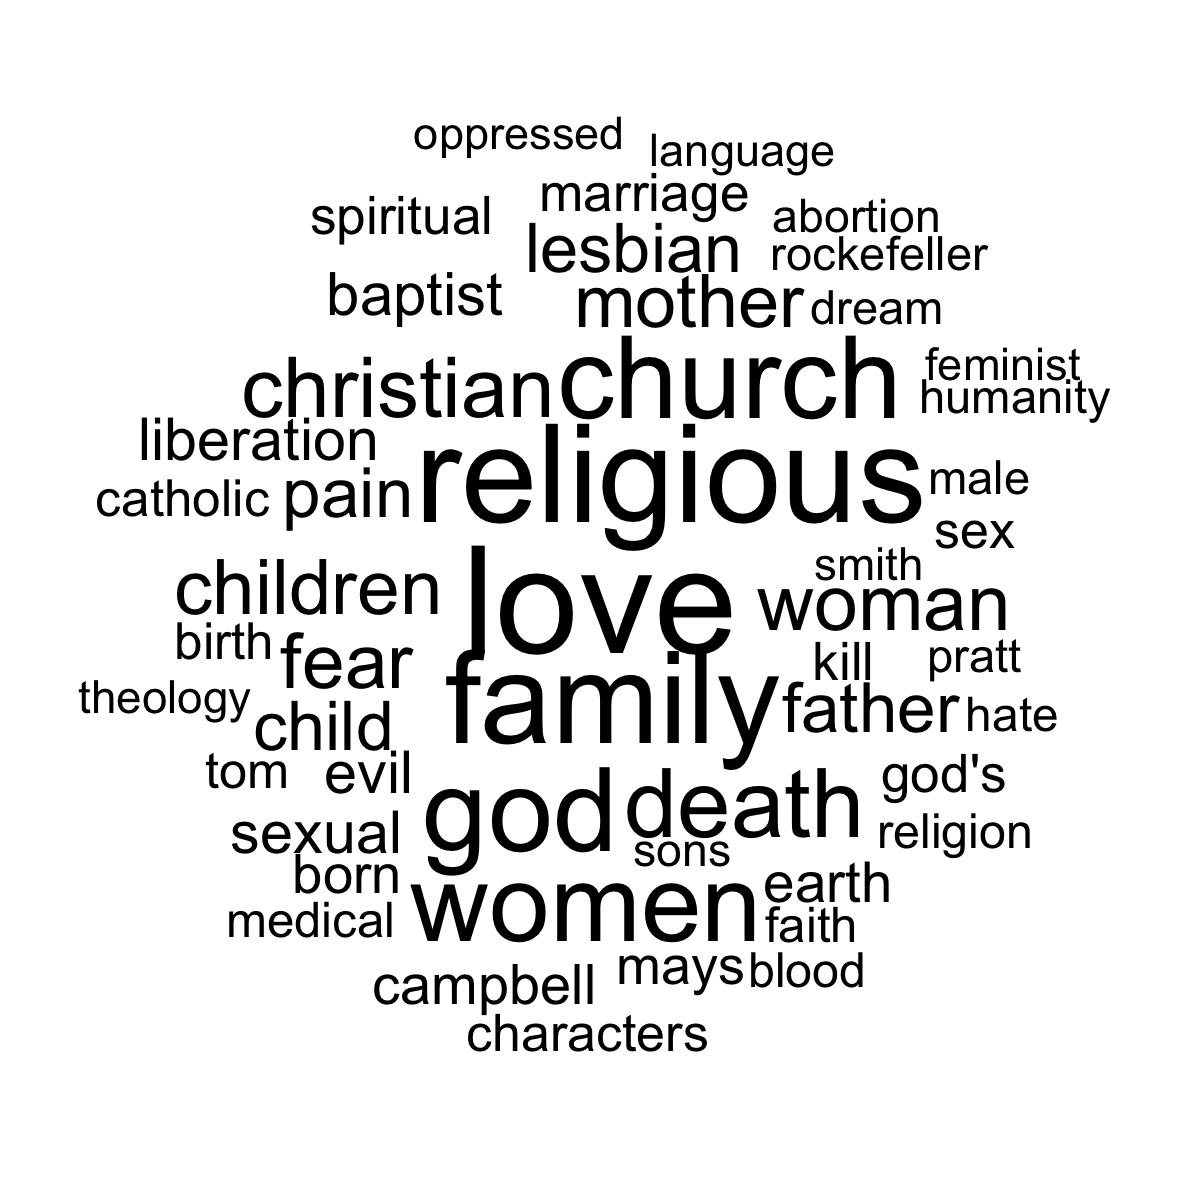 oppressed
language
marriage
spiritual
abortion
lesbian
rockefeller
baptist
mother
dream
church
christian
feminist
humanity
liberation
religious
male
catholic
pain
sex
smith
children
love
woman
birth
fear
kill
pratt
theology
family
father
hate
child
tom
evil
god
death
god's
sexual
sons
religion
born
women
earth
medical
faith
campbell
mays
blood
characters